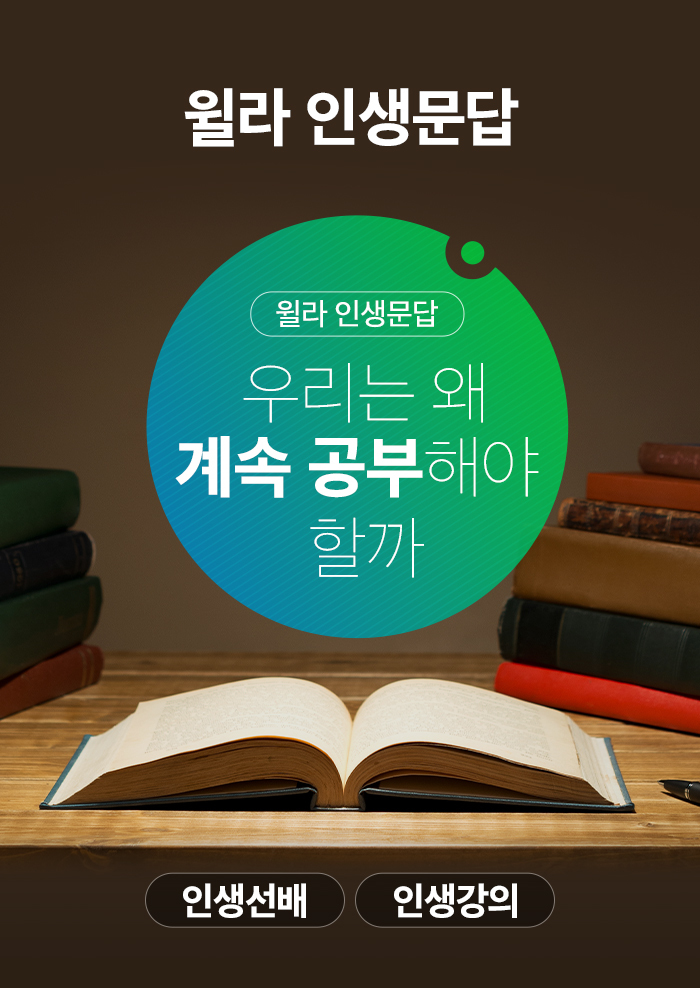 윌라 인생문답
윌라 인생문답
우리는 왜
계속 공부해야
할까
인생선배
인생강의